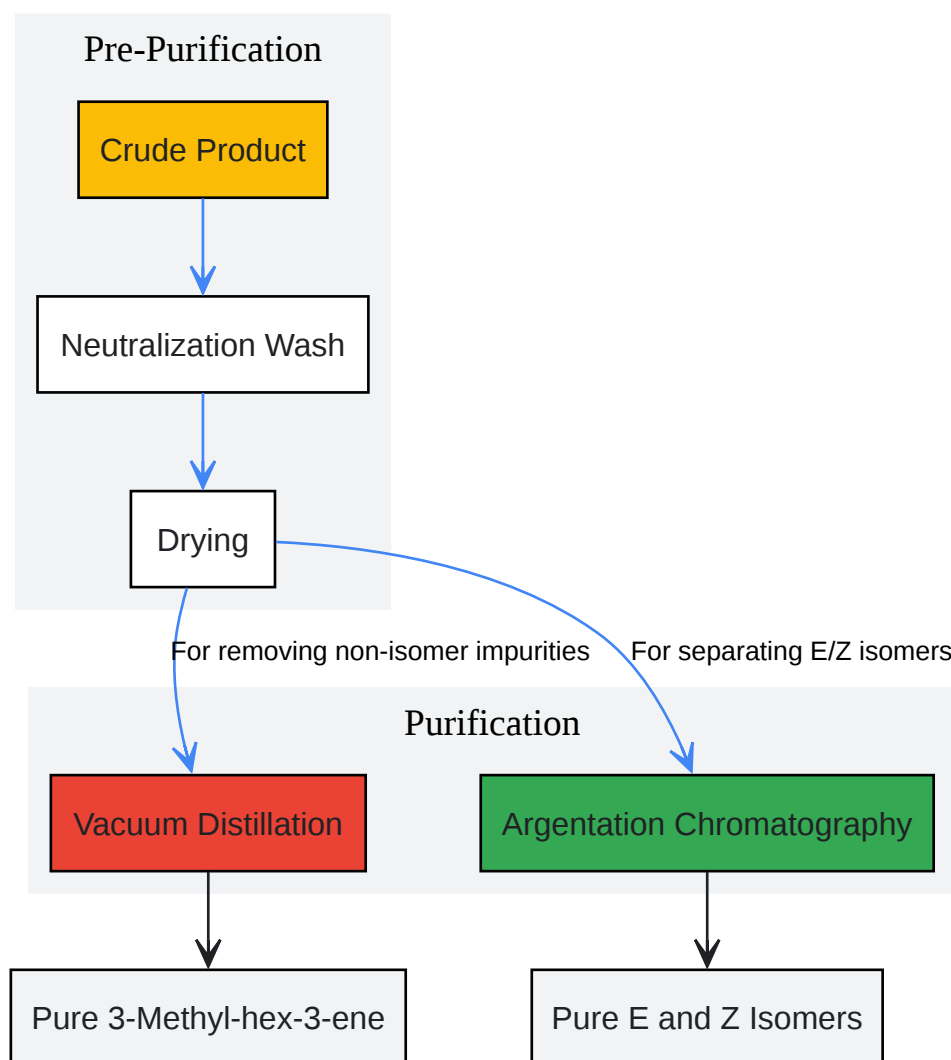 Pre-Purification
Crude Product
Neutralization Wash
Drying
For removing non-isomer impurities
For separating E/Z isomers
Purification
Vacuum Distillation
Argentation Chromatography
Pure 3-Methyl-hex-3-ene
Pure E and Z Isomers